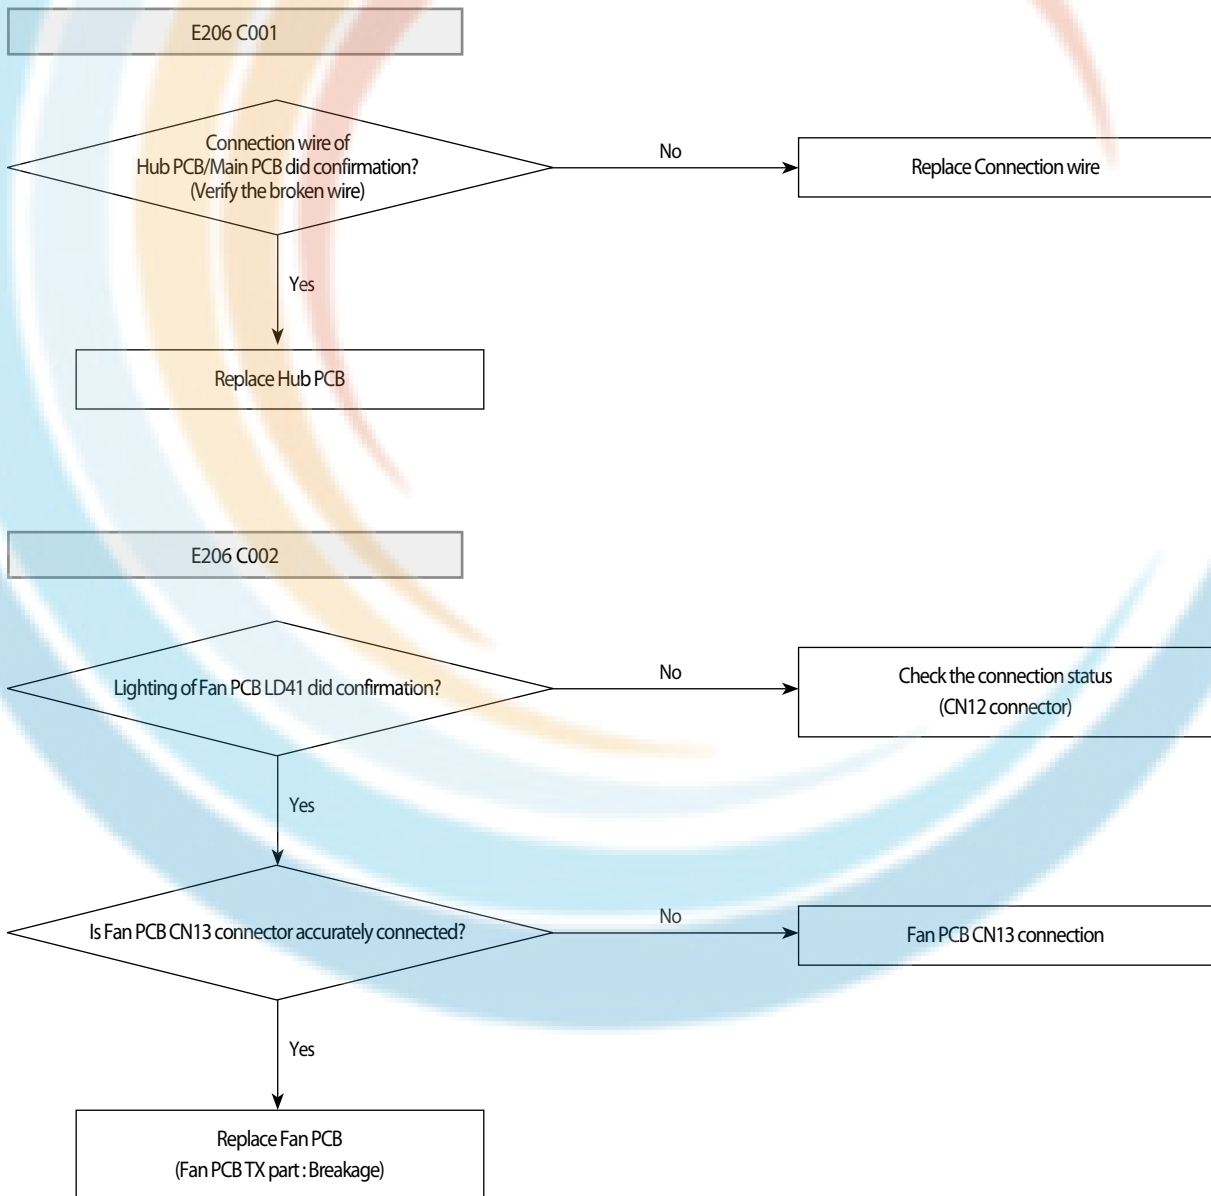 E206 C001
Connection wire of
Hub PCB/Main PCB did confirmation?
(Verify the broken wire)
No
Replace Connection wire
Yes
Replace Hub PCB
E206 C002
Lighting of Fan PCB LD41 did confirmation?
No
Check the connection status
(CN12 connector)
Yes
Is Fan PCB CN13 connector accurately connected?
No
Fan PCB CN13 connection
Yes
Replace Fan PCB
(Fan PCB TX part : Breakage)